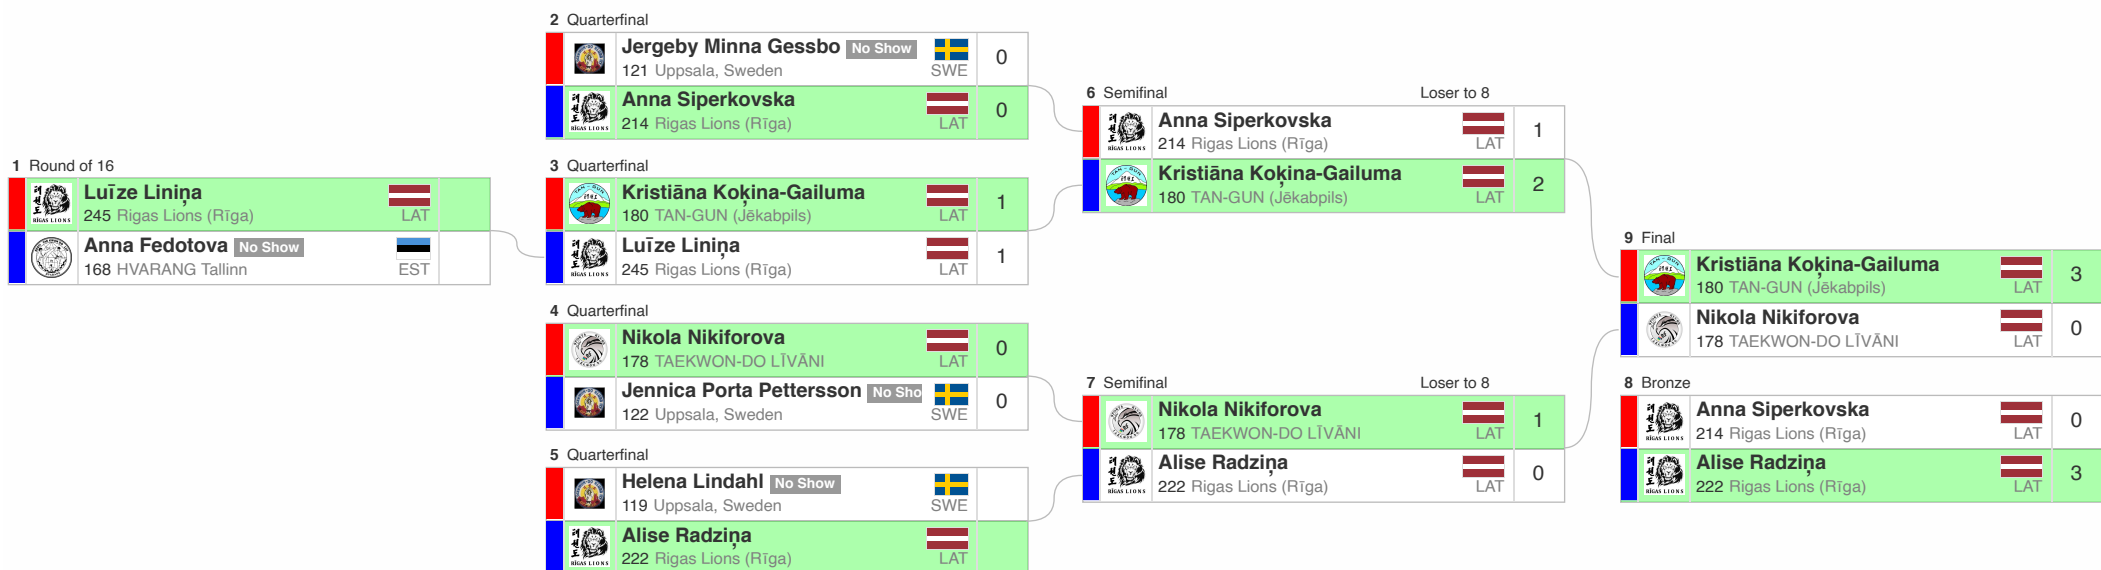 1 Round of 16
Luīze Liniņa
245 Rigas Lions (Rīga)
LAT
Anna Fedotova No Show
168 HVARANG Tallinn
EST
2 Quarterfinal
Jergeby Minna Gessbo No Show
121 Uppsala, Sweden
SWE
0
RĪGAS LIONS
Anna Siperkovska
214 Rigas Lions (Rīga)
LAT
0
3 Quarterfinal
Kristiāna Koķina-Gailuma
180 TAN-GUN (Jēkabpils)
LAT
1
Luīze Liniņa
245 Rigas Lions (Rīga)
LAT
1
4 Quarterfinal
Nikola Nikiforova
178 TAEKWON-DO LĪVĀNI
LAT
0
Jennica Porta Pettersson No Sho
122 Uppsala, Sweden
SWE
0
5 Quarterfinal
Helena Lindahl No Show
119 Uppsala, Sweden
SWE
Alise Radziņa
222 Rigas Lions (Rīga)
LAT
6 Semifinal Loser to 8
Anna Siperkovska
214 Rigas Lions (Rīga)
LAT
1
Kristiāna Koķina-Gailuma
180 TAN-GUN (Jēkabpils)
LAT
2
7 Semifinal Loser to 8
Nikola Nikiforova
178 TAEKWON-DO LĪVĀNI
LAT
1
Alise Radziņa
222 Rigas Lions (Rīga)
LAT
0
9 Final
Kristiāna Koķina-Gailuma
180 TAN-GUN (Jēkabpils)
LAT
3
Nikola Nikiforova
178 TAEKWON-DO LĪVĀNI
LAT
0
8 Bronze
Anna Siperkovska
214 Rigas Lions (Rīga)
LAT
0
Alise Radziņa
222 Rigas Lions (Rīga)
LAT
3